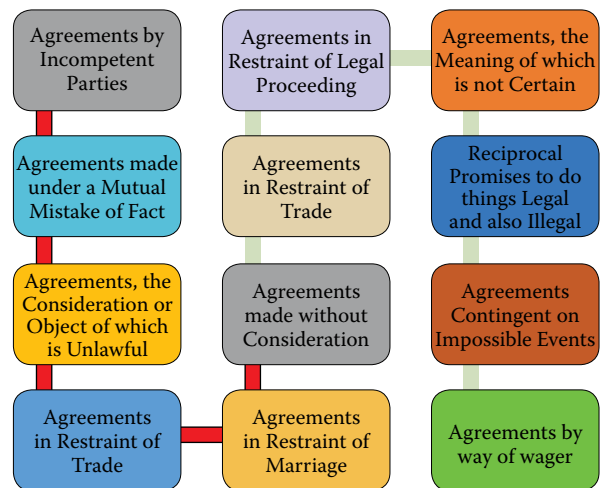 Agreements by
Incompetent
Parties
Agreements made
under a Mutual
Mistake of Fact
Agreements, the
Consideration or
Object of which
is Unlawful
Agreements
in Restraint of
Trade
Agreements
in Restraint of
Marriage
Agreements
made without
Consideration
Agreements
in Restraint of
Trade
Agreements in
Restraint of Legal
Proceeding
Agreements, the
Meaning of which
is not Certain
Reciprocal
Promises to do
things Legal
and also Illegal
Agreements
Contingent on
Impossible Events
Agreements by
way of wager